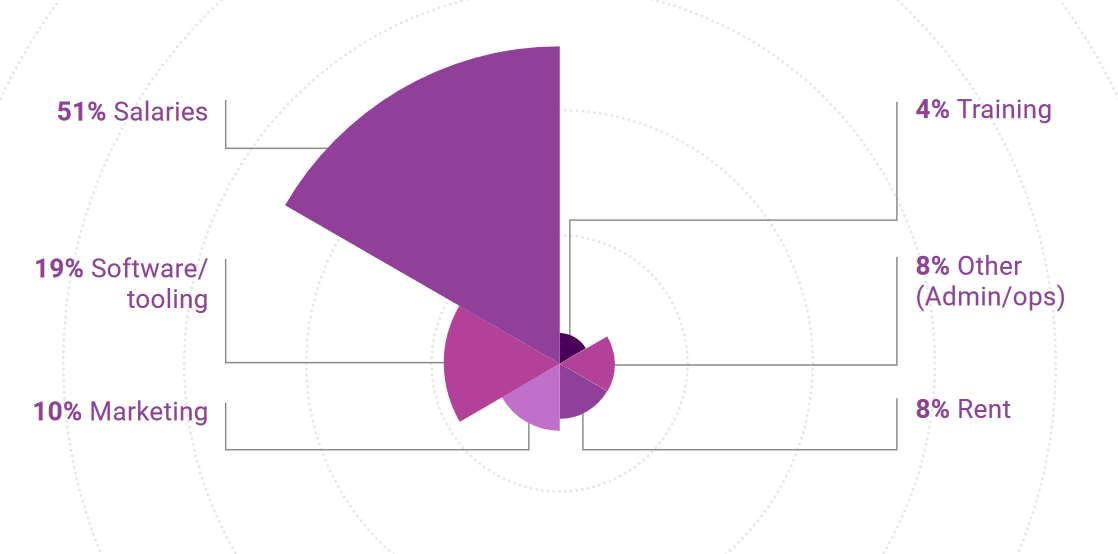 51% Salaries
19% Software/
tooling
10% Marketing
4% Training
8% Other
(Admin/ops)
8% Rent